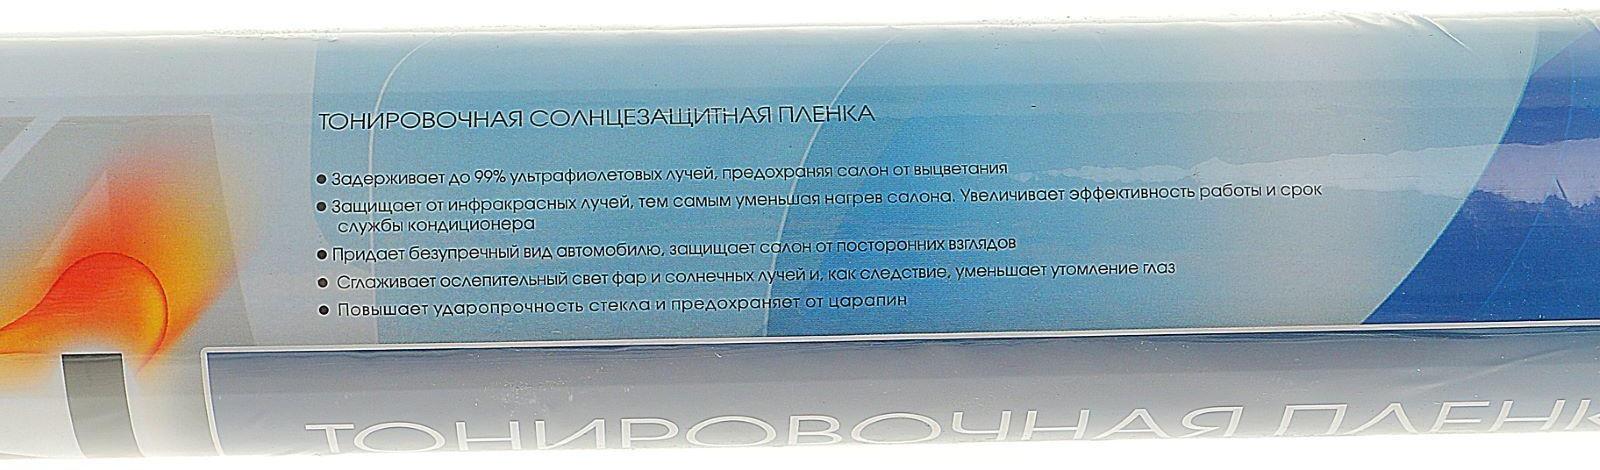 ТОНИРОВОЧНАЯ СОЛНЦЕЗАЩИТНАЯ ПЛЕНКА
● Задерживает до 99% ультрафиолетовых лучей, предохраняя салон от выцветания
● Защищает от инфракрасных лучей, тем самым уменьшая нагрев салона. Увеличивает эффективность работы и срок
службы кондиционера
● Придает безупречный вид автомобилю, защищает салон от посторонних взглядов
● Сглаживает ослепительный свет фар и солнечных лучей и, как следствие, уменьшает утомление глаз
● Повышает ударопрочность стекла и предохраняет от царапин
ТОНИРОВОЧНАЯ ПЛЕНК